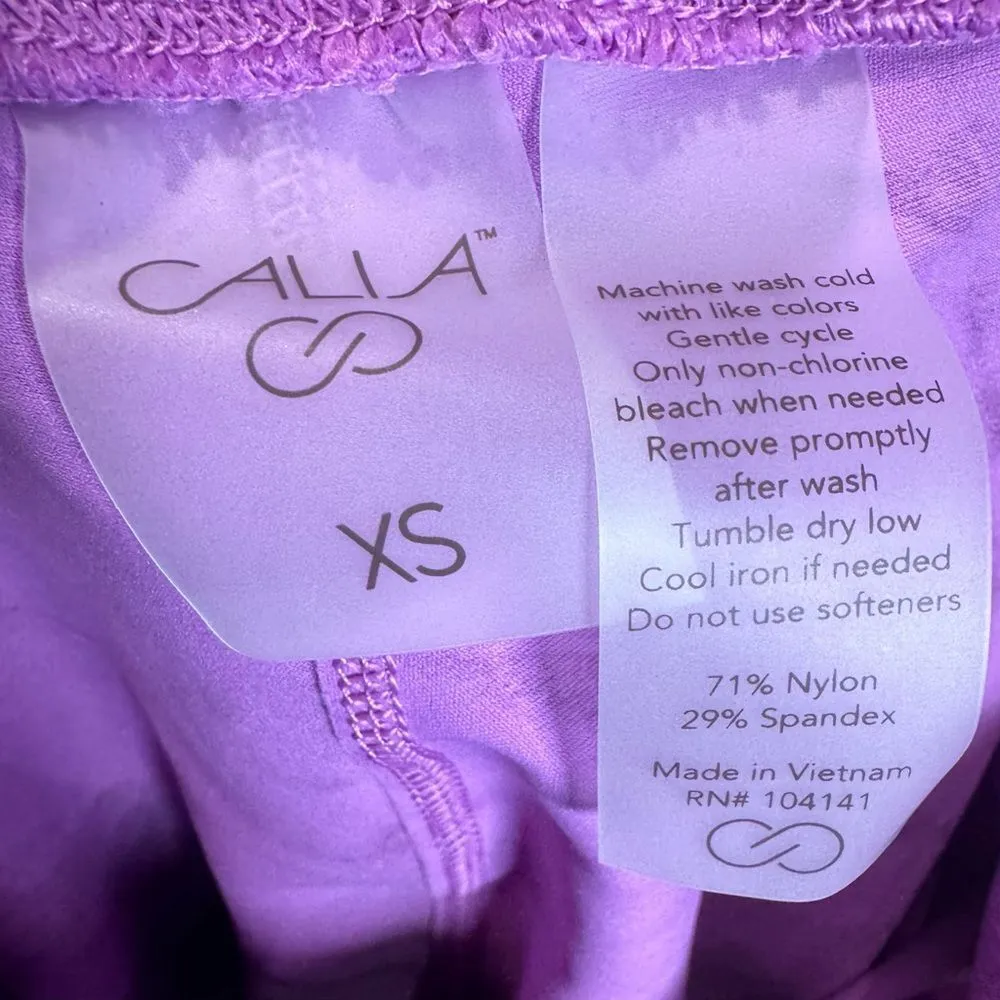 CALIA™
XS
Machine wash cold
with like colors
Gentle cycle
Only non-chlorine
bleach when needed
Remove promptly
after wash
Tumble dry low
Cool iron if needed
Do not use softeners
71% Nylon
29% Spandex
Made in Vietnam
RN# 104141